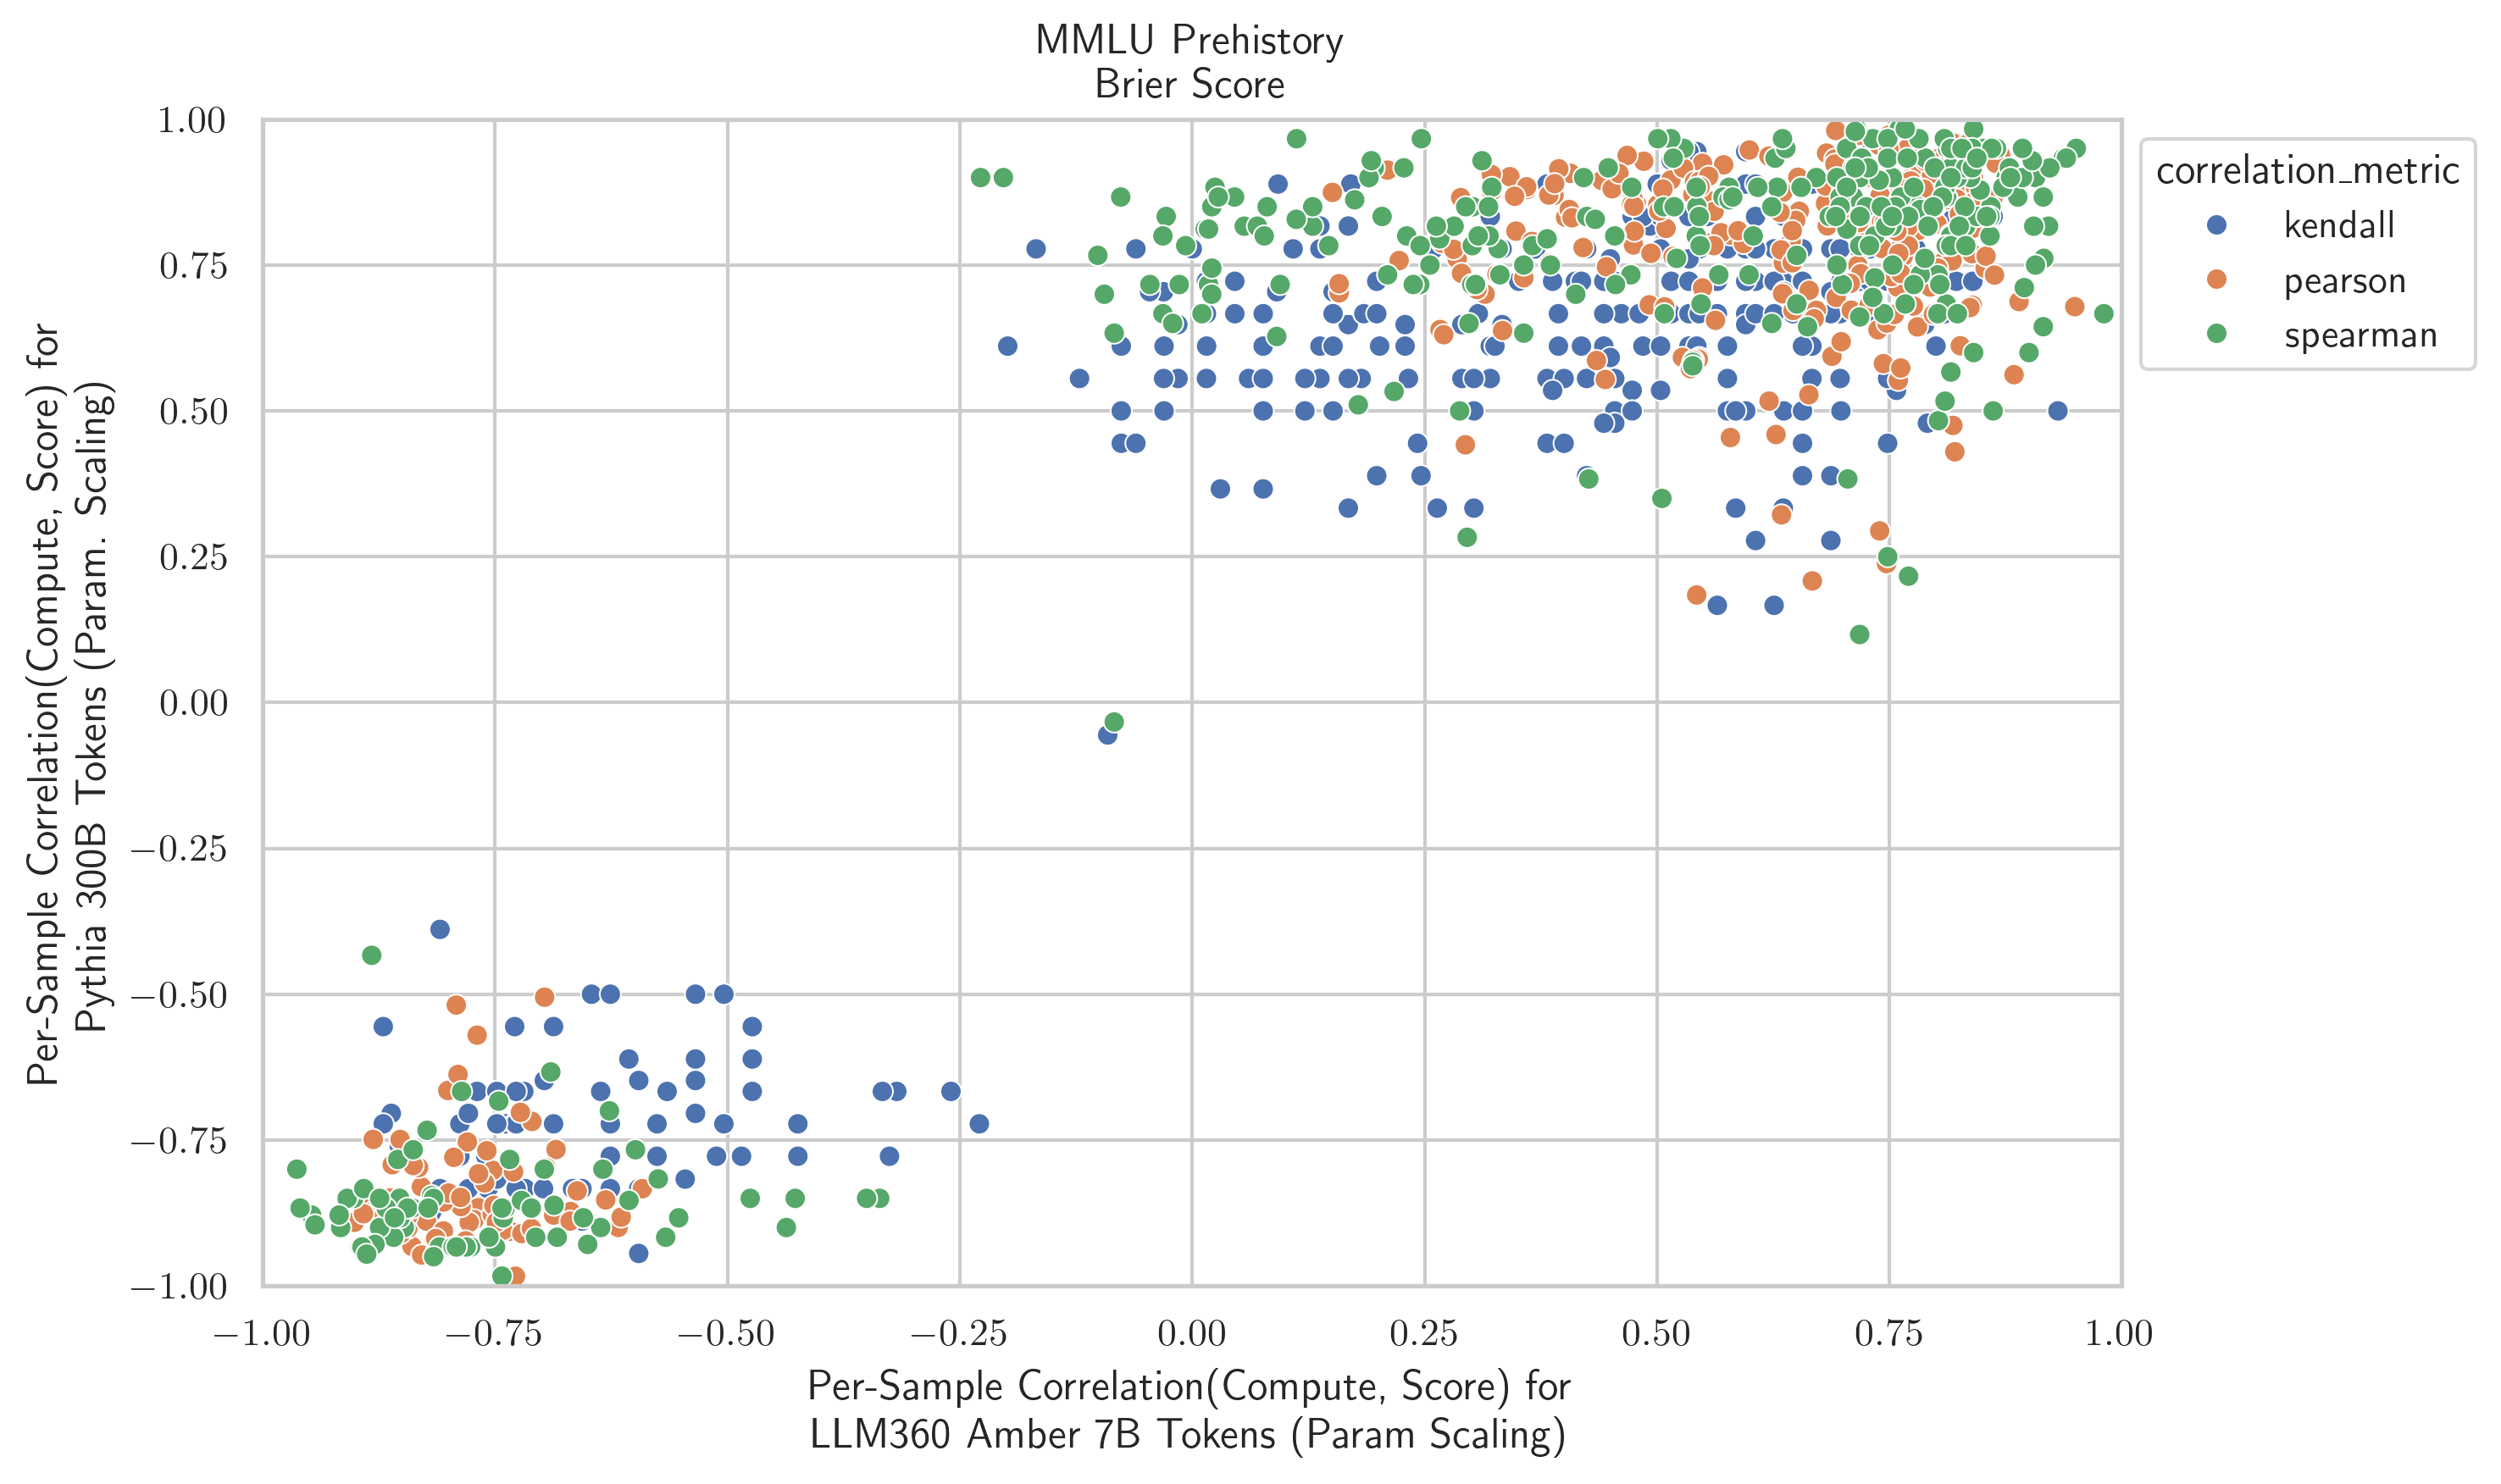 MMLU Prehistory
Brier Score
Per-Sample Correlation(Compute, Score) for
Pythia 300B Tokens (Param. Scaling)
1.00
0.75
0.50
0.25
0.00
−0.25
−0.50
−0.75
−1.00
−1.00 −0.75 −0.50 −0.25 0.00 0.25 0.50 0.75 1.00
Per-Sample Correlation(Compute, Score) for
LLM360 Amber 7B Tokens (Param Scaling)
correlation_metric
kendall
pearson
spearman